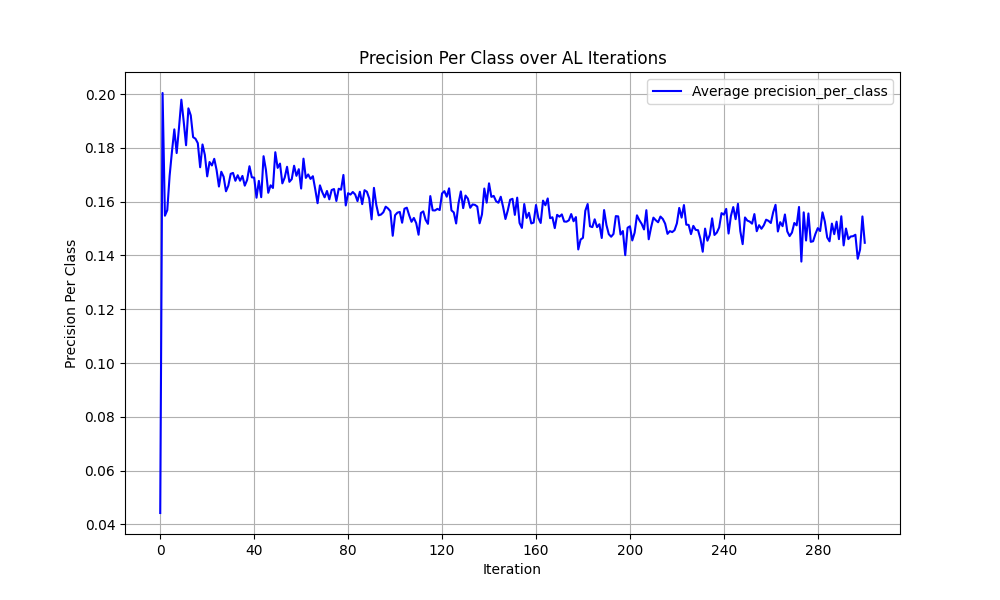 Precision Per Class over AL Iterations
Average precision_per_class
Precision Per Class
0.20
0.18
0.16
0.14
0.12
0.10
0.08
0.06
0.04
0 40 80 120 160 200 240 280
Iteration